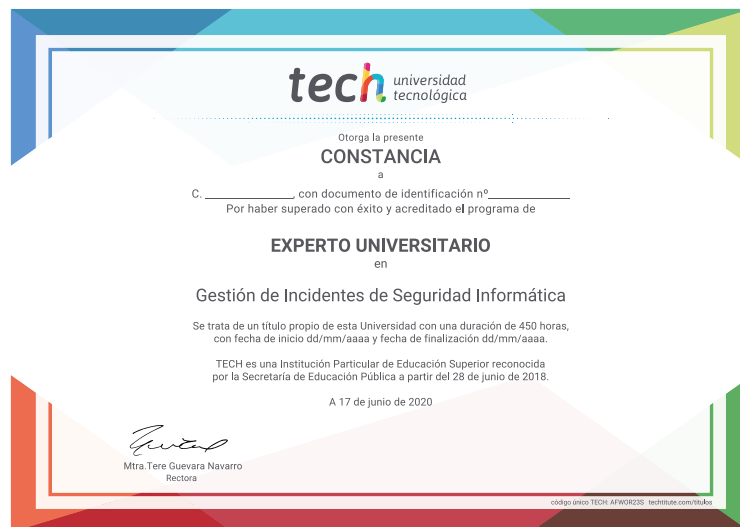 tech universidad
tecnológica
Otorga la presente
CONSTANCIA
a
C. ______________, con documento de identificación nº_____________
Por haber superado con éxito y acreditado el programa de
EXPERTO UNIVERSITARIO
en
Gestión de Incidentes de Seguridad Informática
Se trata de un título propio de esta Universidad con una duración de 450 horas,
con fecha de inicio dd/mm/aaaa y fecha de finalización dd/mm/aaaa.
TECH es una Institución Particular de Educación Superior reconocida
por la Secretaría de Educación Pública a partir del 28 de junio de 2018.
A 17 de junio de 2020
Mtra.Tere Guevara Navarro
Rectora
código único TECH: AFWOR23S techtitute.com/titulos